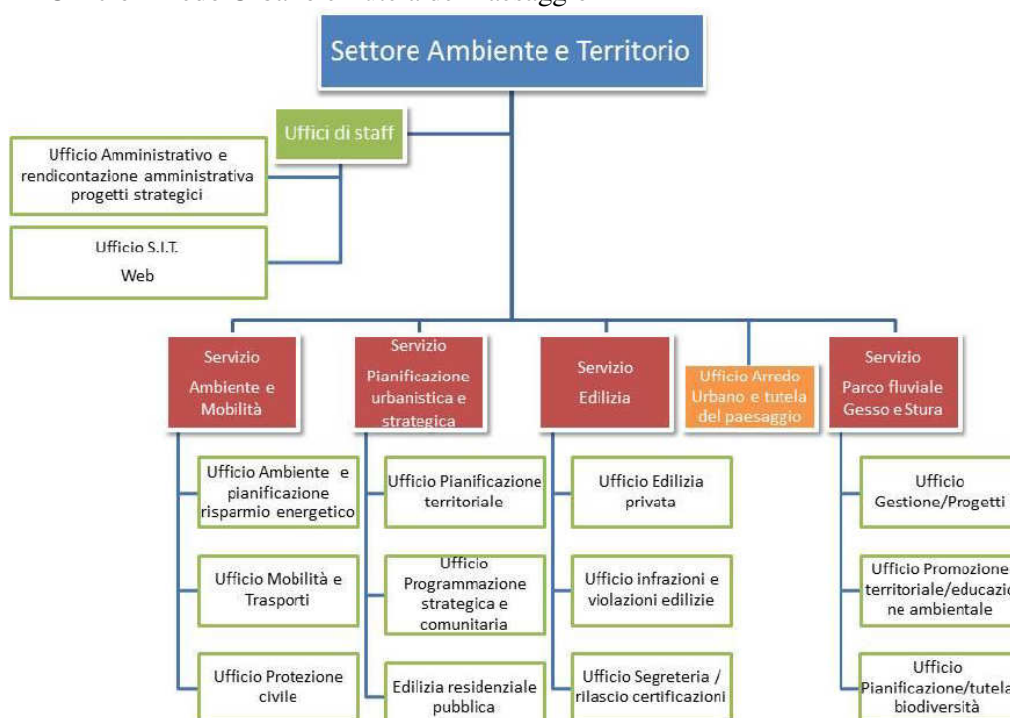 Settore Ambiente e Territorio
Uffici di staff
Ufficio Amministrativo e
rendicontazione amministrativa
progetti strategici
Ufficio S.I.T.
Web
Servizio
Ambiente e
Mobilità
Servizio
Pianificazione
urbanistica e
strategica
Servizio
Edilizia
Ufficio Arredo
Urbano e tutela
del paesaggio
Servizio
Parco fluviale
Gesso e Stura
Ufficio Ambiente e
pianificazione
risparmio energetico
Ufficio Mobilità e
Trasporti
Ufficio Protezione
civile
Ufficio Pianificazione
territoriale
Ufficio
Programmazione
strategica e
comunitaria
Edilizia residenziale
pubblica
Ufficio Edilizia
privata
Ufficio infrazioni e
violazioni edilizie
Ufficio Segreteria /
rilascio certificazioni
Ufficio
Gestione/Progetti
Ufficio Promozione
territoriale/educazio
ne ambientale
Ufficio
Pianificazione/tutela
biodiversità